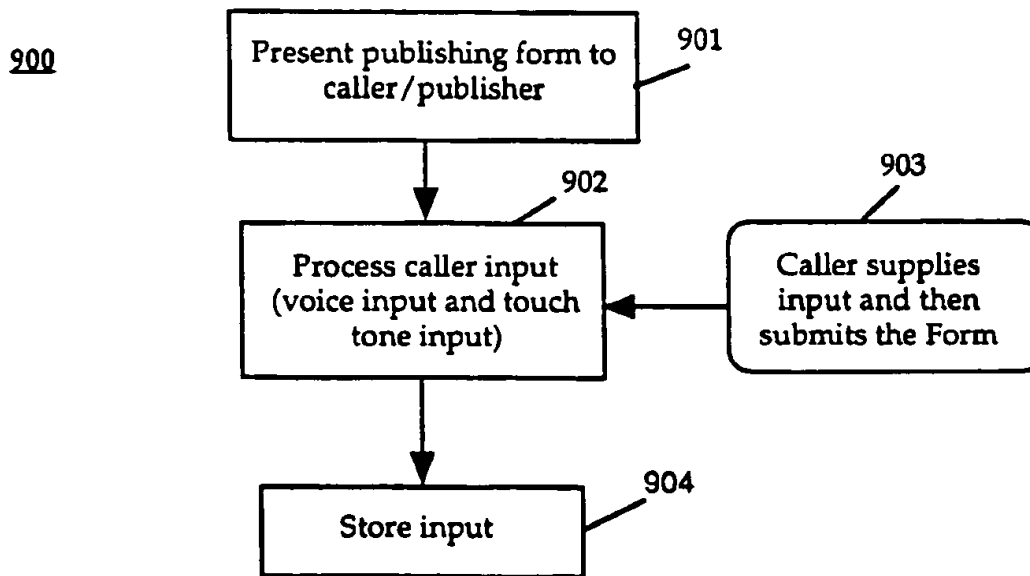 900
Present publishing form to
caller/publisher
901
902
Process caller input
(voice input and touch
tone input)
903
Caller supplies
input and then
submits the Form
Store input
904